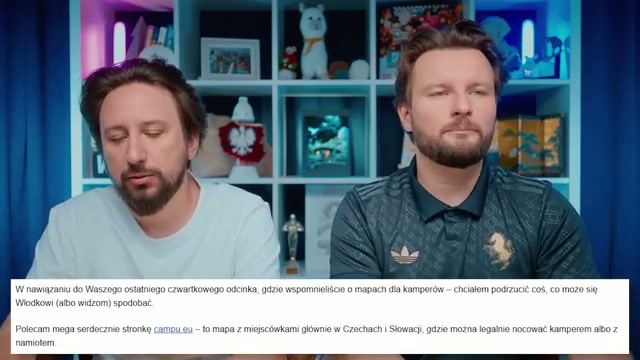 W nawiązaniu do Waszego ostatniego czwartkowego odcinka, gdzie wspomnieliście o mapach dla kamperów – chciałem podrzucić coś, co może się
Włodkowi (albo widzom) spodobać.
Polecam mega serdecznie stronkę campu.eu – to mapa z miejscówkami głównie w Czechach i Słowacji, gdzie można legalnie nocować kamperem albo z
namiotem.